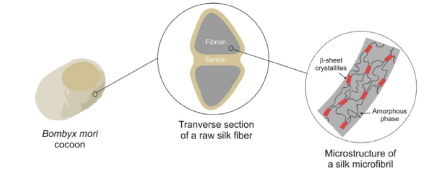 Fibroin
Sericin
β-sheet
crystallites
Amorphous
phase
Bombyx mori
cocoon
Tranverse section
of a raw silk fiber
Microstructure of
a silk microfibril